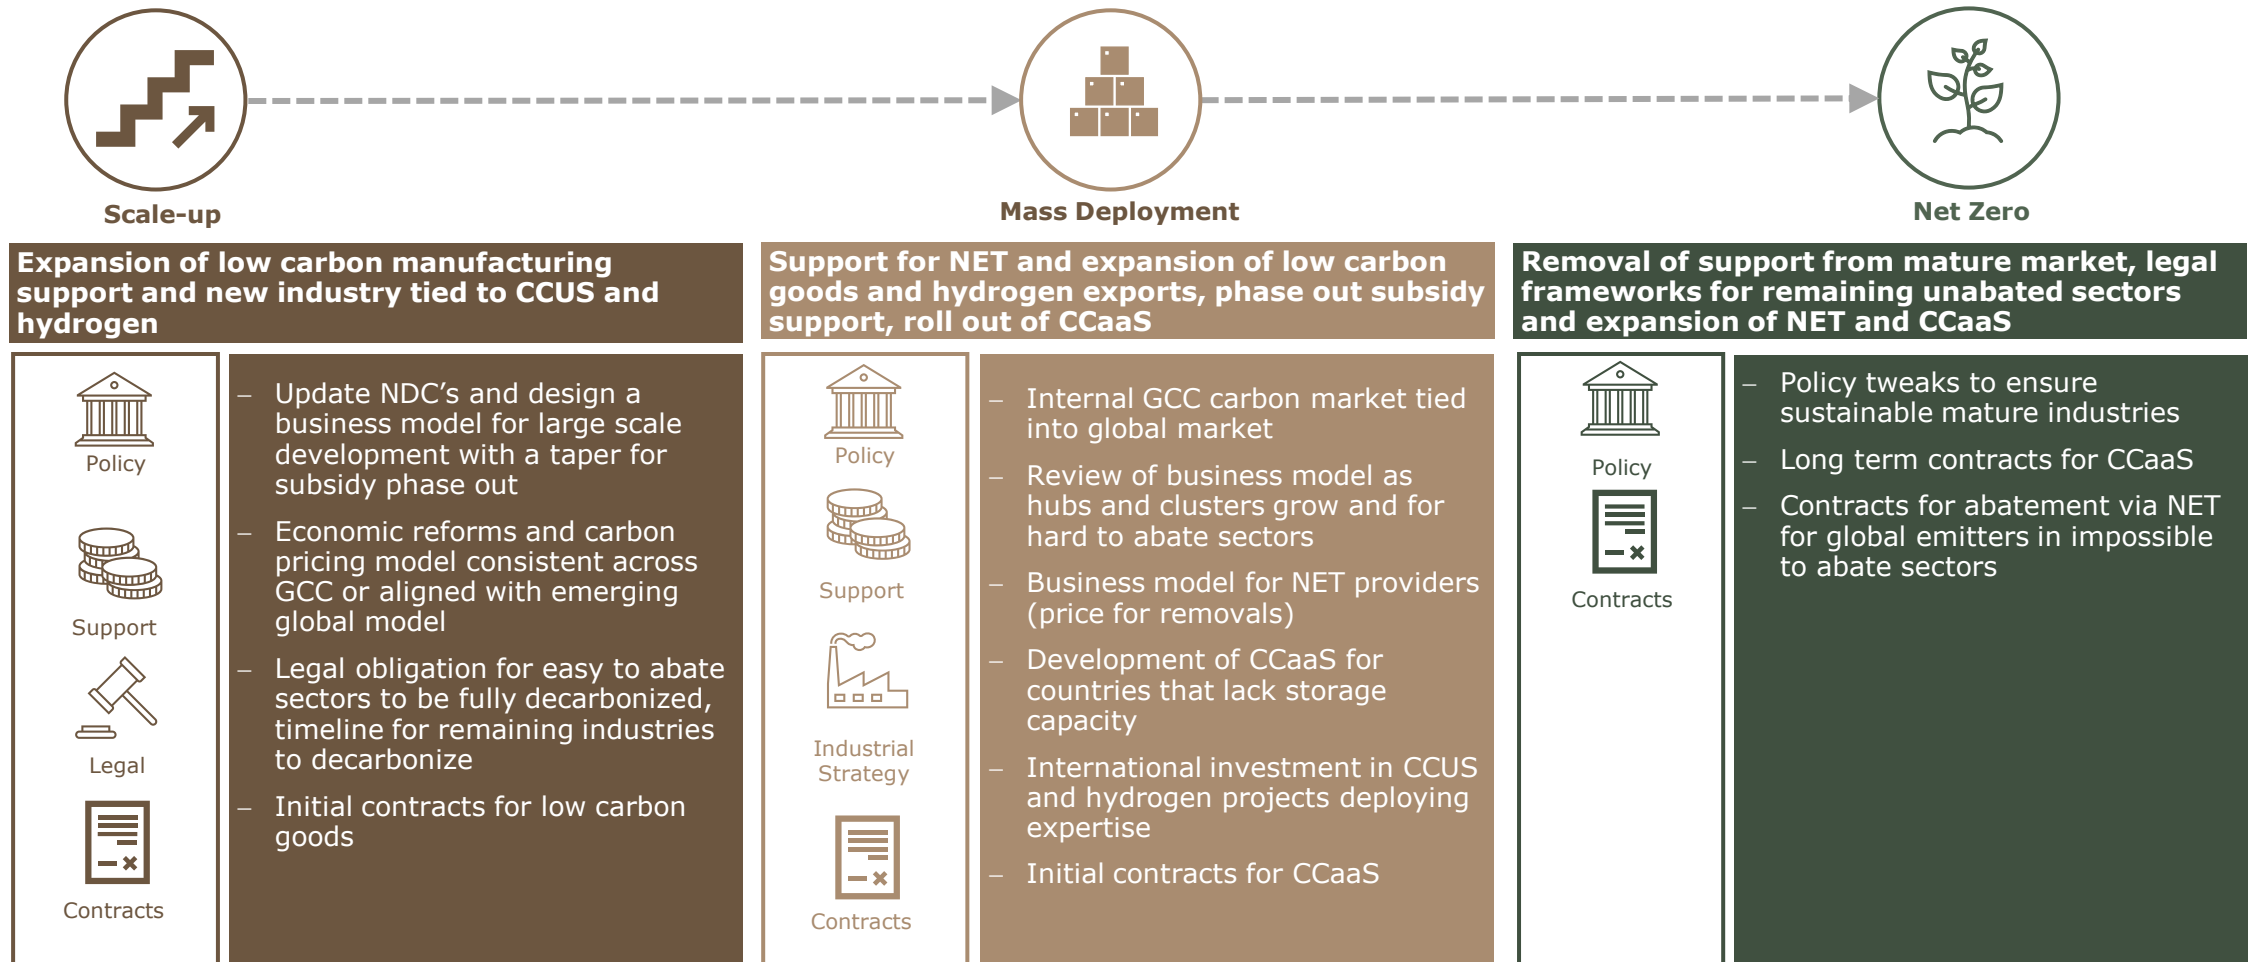 Scale-up
Mass Deployment
Net Zero
Expansion of low carbon manufacturing
support and new industry tied to CCUS and
hydrogen
Policy
Support
Legal
Contracts
– Update NDC’s and design a
business model for large scale
development with a taper for
subsidy phase out
– Economic reforms and carbon
pricing model consistent across
GCC or aligned with emerging
global model
– Legal obligation for easy to abate
sectors to be fully decarbonized,
timeline for remaining industries
to decarbonize
– Initial contracts for low carbon
goods
Support for NET and expansion of low carbon
goods and hydrogen exports, phase out subsidy
support, roll out of CCaaS
Policy
Support
Industrial
Strategy
Contracts
– Internal GCC carbon market tied
into global market
– Review of business model as
hubs and clusters grow and for
hard to abate sectors
– Business model for NET providers
(price for removals)
– Development of CCaaS for
countries that lack storage
capacity
– International investment in CCUS
and hydrogen projects deploying
expertise
– Initial contracts for CCaaS
Removal of support from mature market, legal
frameworks for remaining unabated sectors
and expansion of NET and CCaaS
Policy
Contracts
– Policy tweaks to ensure
sustainable mature industries
– Long term contracts for CCaaS
– Contracts for abatement via NET
for global emitters in impossible
to abate sectors